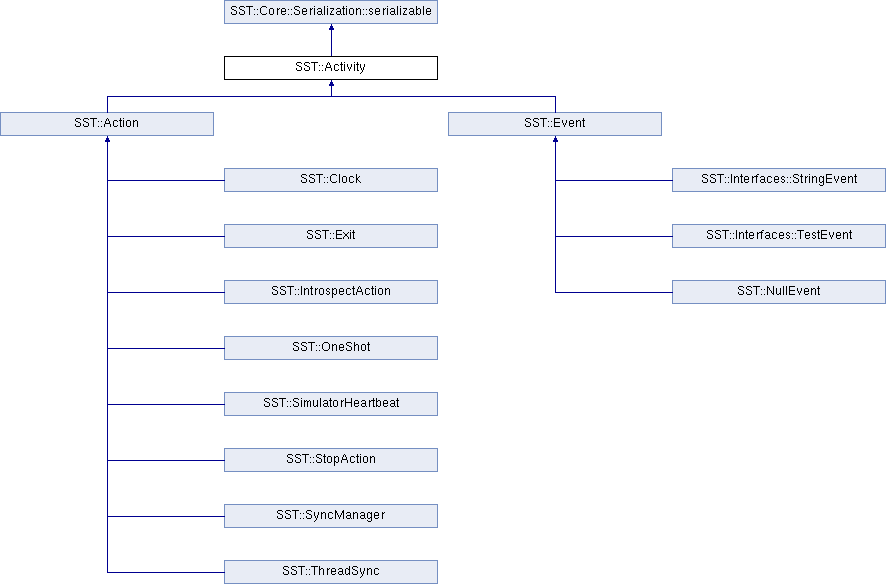 SST::Core::Serialization::serializable
SST::Activity
SST::Action
SST::Event
SST::Clock
SST::Interfaces::StringEvent
SST::Exit
SST::Interfaces::TestEvent
SST::IntrospectAction
SST::NullEvent
SST::OneShot
SST::SimulatorHeartbeat
SST::StopAction
SST::SyncManager
SST::ThreadSync